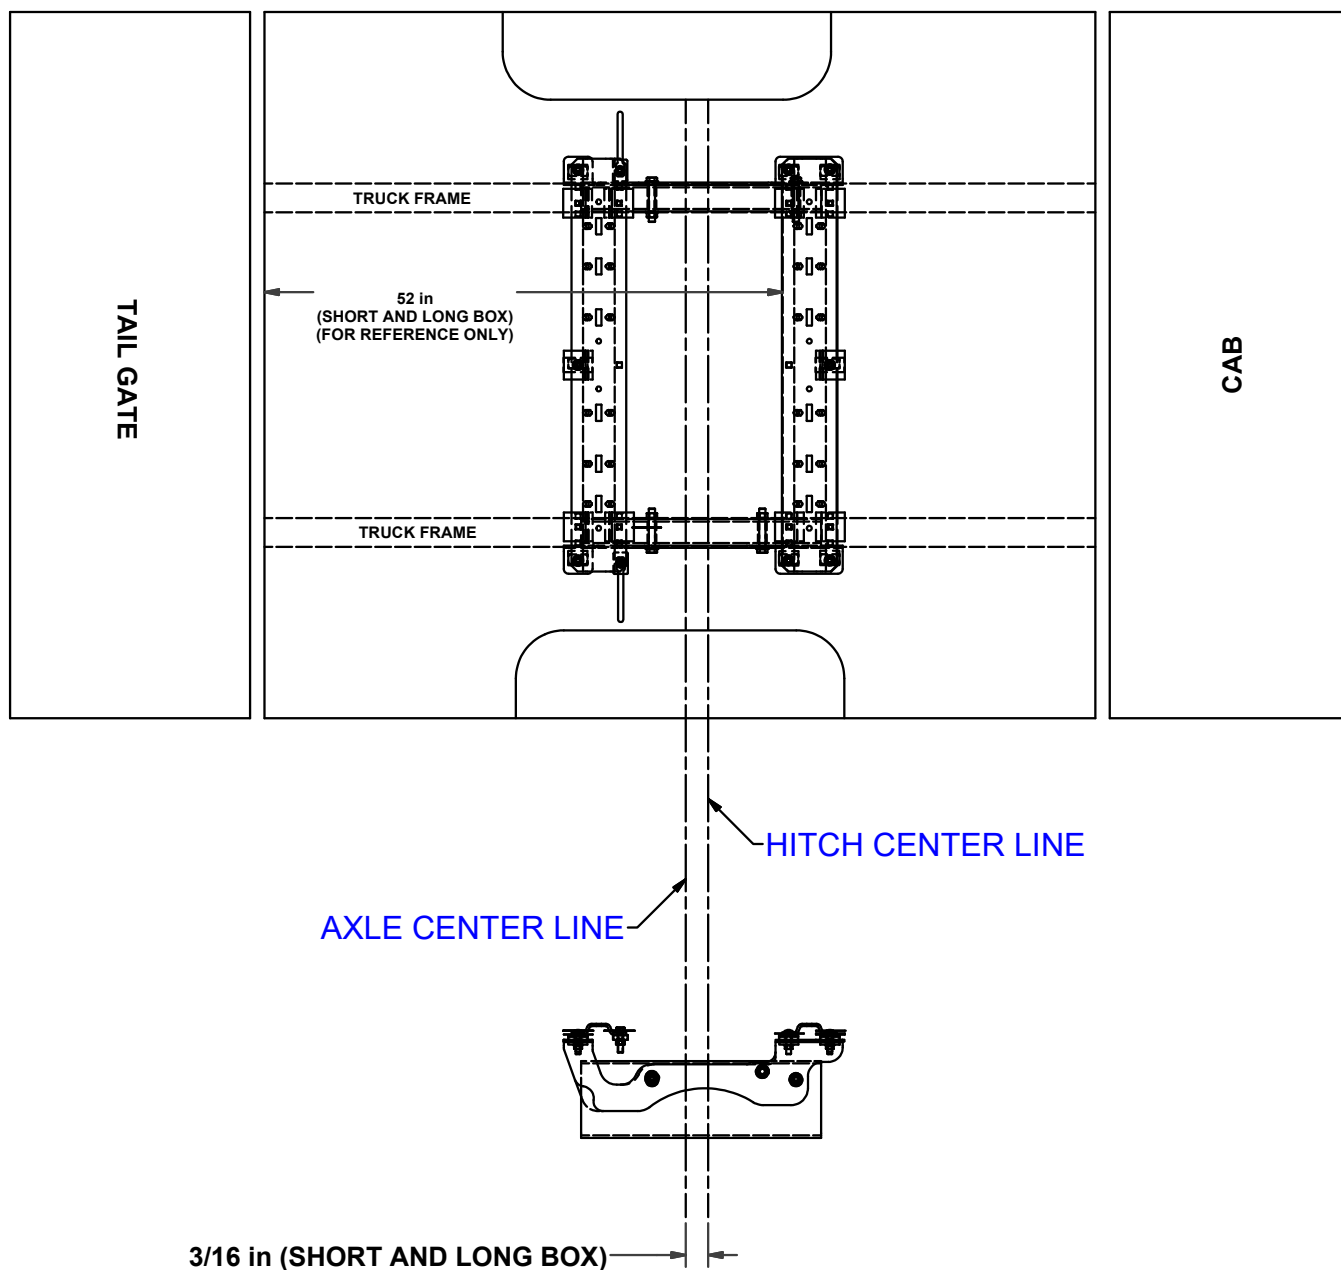 TRUCK FRAME
52 in
(SHORT AND LONG BOX)
(FOR REFERENCE ONLY)
TAIL GATE
CAB
TRUCK FRAME
HITCH CENTER LINE
AXLE CENTER LINE
3/16 in (SHORT AND LONG BOX)